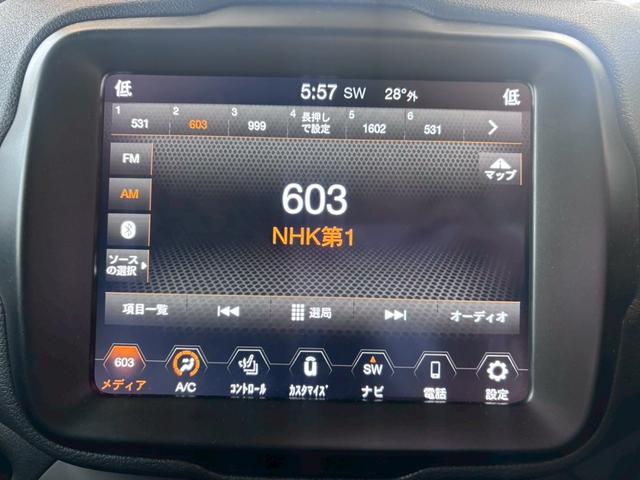 低 5:57 SW 28°外 低
1 531 2 603 3 999 4 長押しで設定 5 1602 6 531
FM
マップ
AM
603
NHK第1
ソースの選択
項目一覧 選局 オーディオ
603 SW
メディア A/C コントロール カスタマイズ ナビ 電話 設定